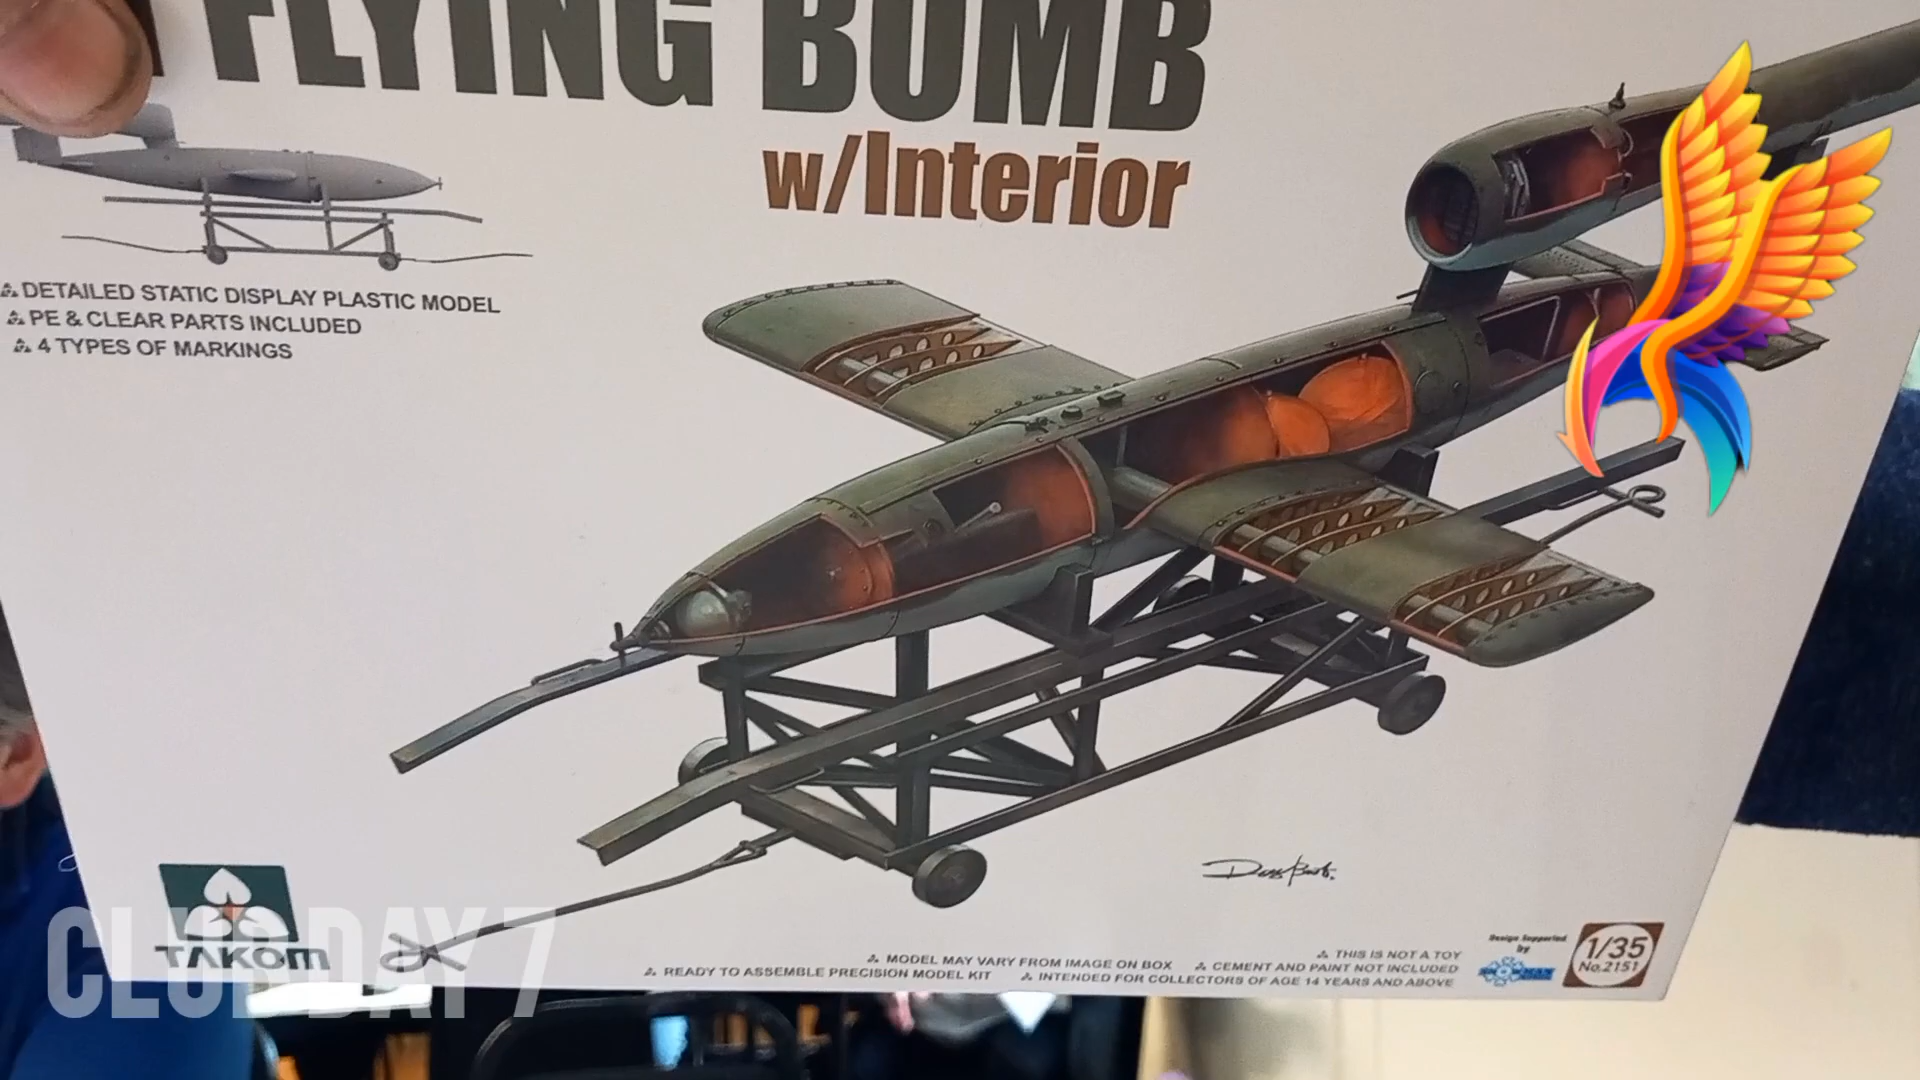 FLYING BOMB
w/Interior
DETAILED STATIC DISPLAY PLASTIC MODEL
PE & CLEAR PARTS INCLUDED
4 TYPES OF MARKINGS
TAKOM
CLUB DAY 7
MODEL MAY VARY FROM IMAGE ON BOX
THIS IS NOT A TOY
READY TO ASSEMBLE PRECISION MODEL KIT
CEMENT AND PAINT NOT INCLUDED
INTENDED FOR COLLECTORS OF AGE 14 YEARS AND ABOVE
Design Supported
by
SNOWMAN
1/35
No.2151